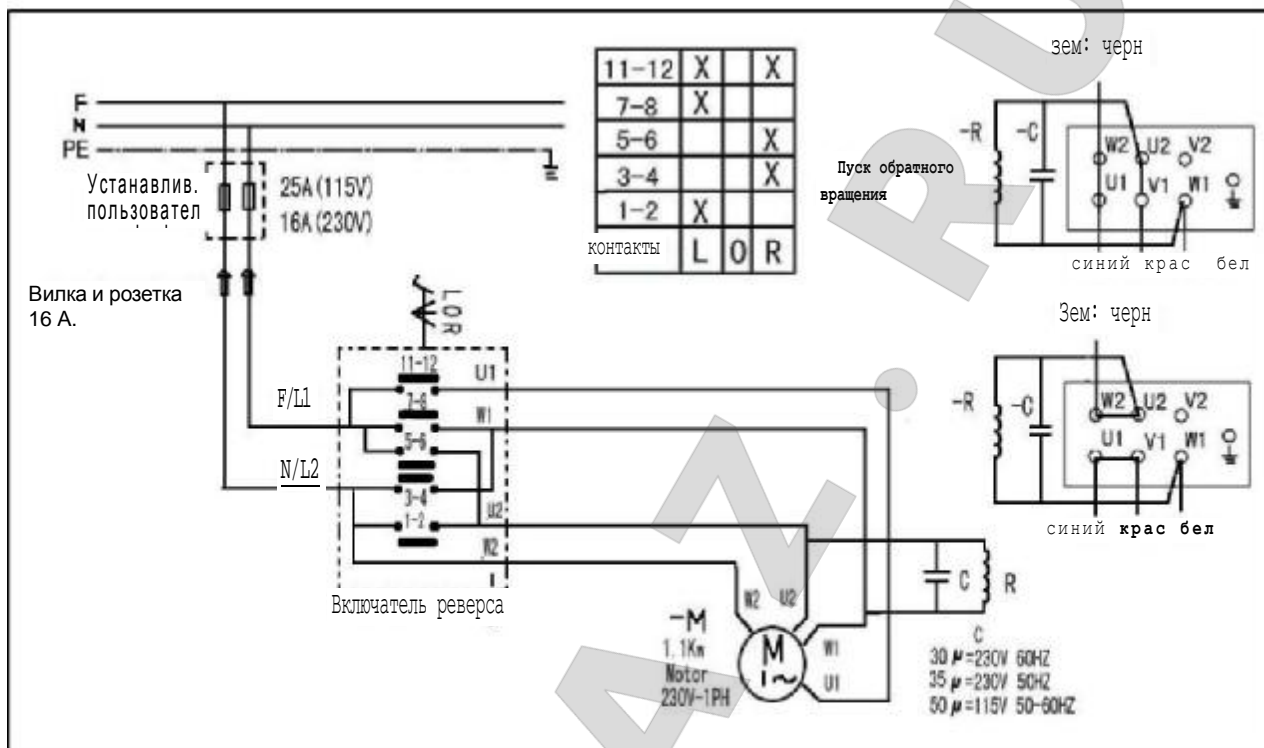 F
N
PE
Устанавлив.
пользовател
25A (115V)
16A (230V)
Вилка и розетка
16 А.
11-12 X X
7-8 X
5-6 X
3-4 X
1-2 X
контакты L O R
зем: черн
-R
-C
W2 U2 V2
U1 V1 W1
Пуск обратного
вращения
синий крас бел
Зем: черн
-R
-C
W2 U2 V2
U1 V1 W1
синий крас бел
L O R
11-12
7-8
5-6
3-4
1-2
U1
W1
U2
W2
F/L1
N/L2
Включатель реверса
-M
1,1Kw
Motor
230V-1PH
W2
U2
M
1~
W1
U1
C
R
C
30 μ=230V 60HZ
35 μ=230V 50HZ
50 μ=115V 50-60HZ
AZ.RU